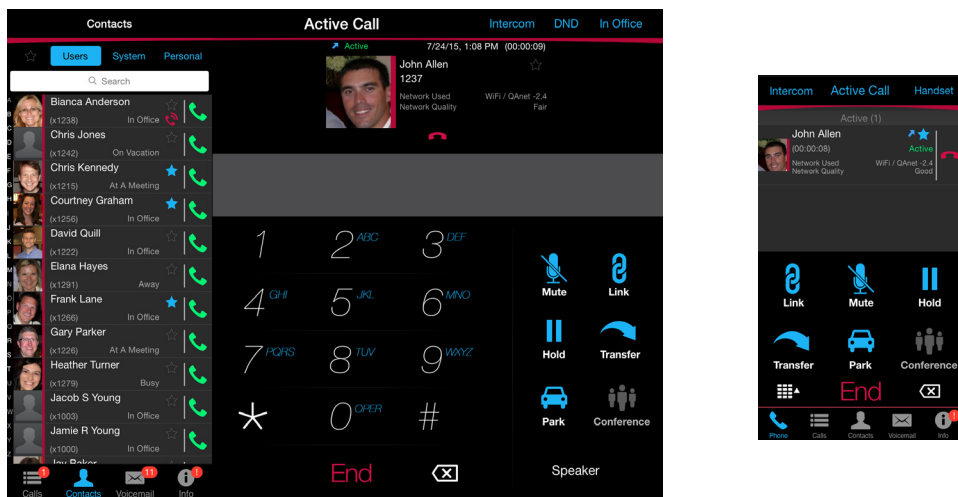 Contacts
Active Call
Intercom DND In Office
Users System Personal
Search
Bianca Anderson
(x1238) In Office
Chris Jones
(x1242) On Vacation
Chris Kennedy
(x1215) At A Meeting
Courtney Graham
(x1256) In Office
David Quill
(x1222) In Office
Elana Hayes
(x1291) Away
Frank Lane
(x1266) In Office
Gary Parker
(x1226) At A Meeting
Heather Turner
(x1279) Busy
Jacob S Young
(x1003) In Office
Jamie R Young
(x1000) In Office
Jay Baker
1 11 !
Calls Contacts Voicemail Info
Active 7/24/15, 1:08 PM (00:00:09)
John Allen
1237
Network Used WiFi / QAnet -2.4
Network Quality Fair
1 2 ABC 3 DEF
4 GHI 5 JKL 6 MNO
7 PQRS 8 TUV 9 WXYZ
* 0 OPER #
End
Mute Link
Hold Transfer
Park Conference
Speaker
Intercom Active Call Handset
Active (1)
John Allen
(00:00:08) Active
Network Used WiFi / QAnet -2.4
Network Quality Good
Link Mute Hold
Transfer Park Conference
End
!
Phone Calls Contacts Voicemail Info